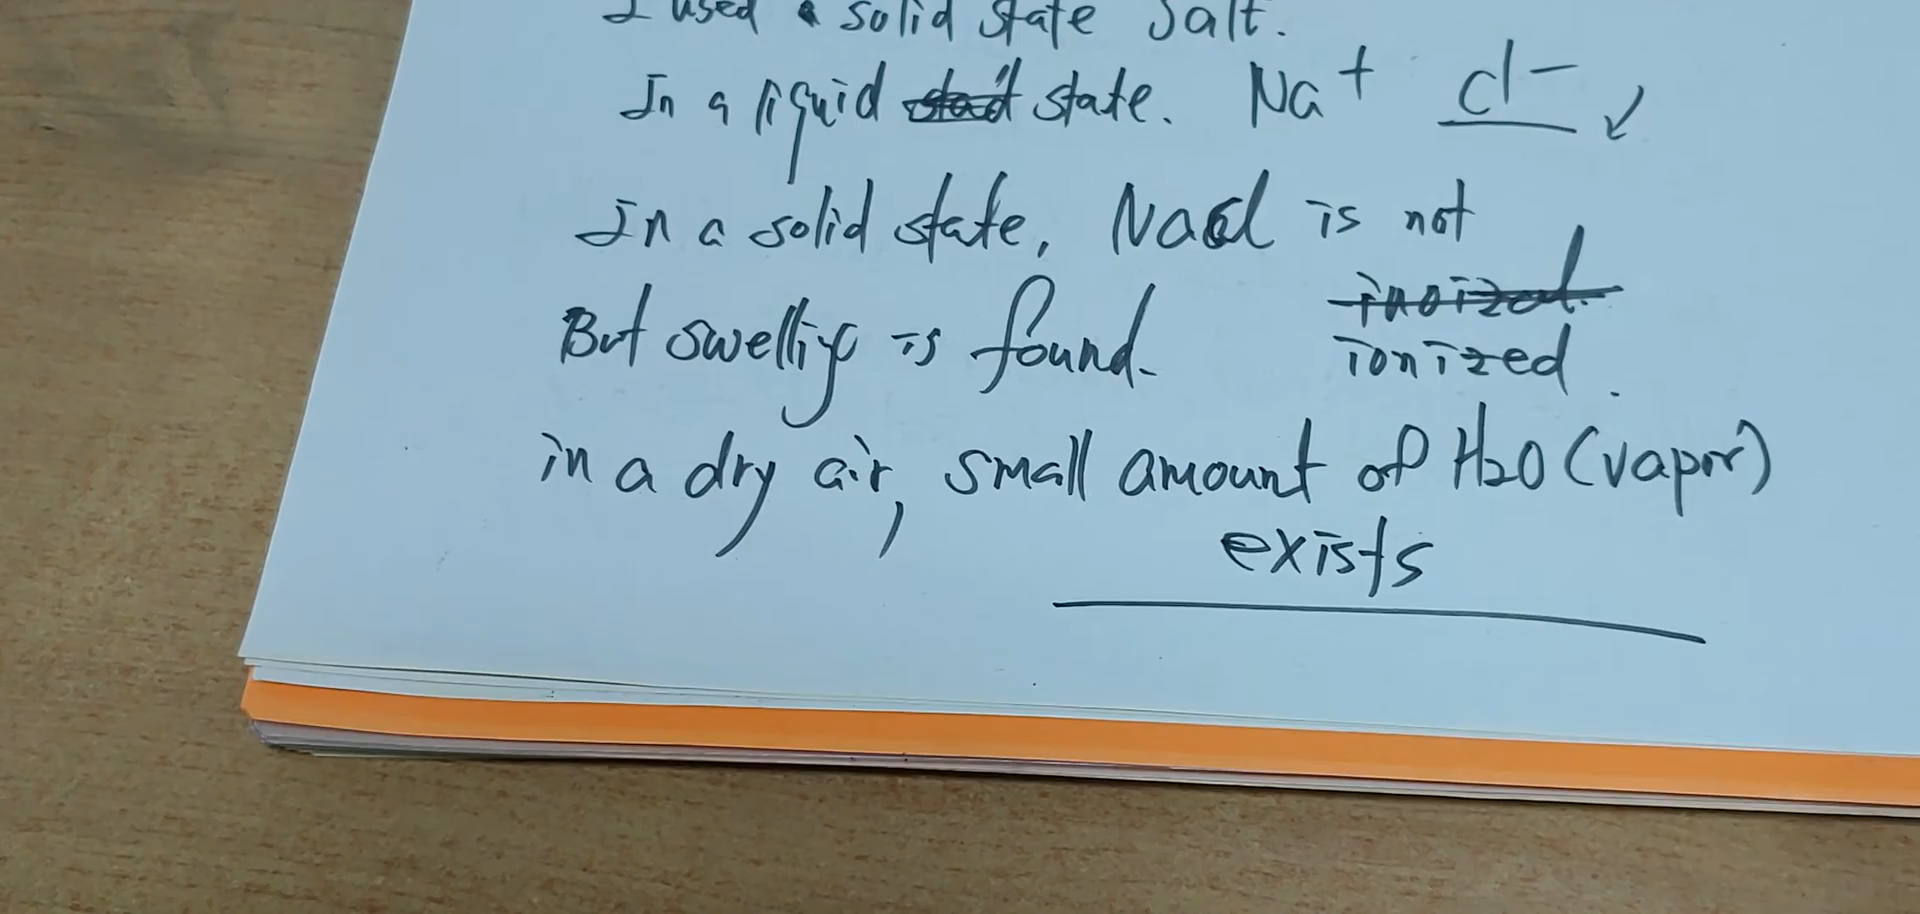 I used a solid state salt.
In a liquid state. Na+ Cl-
In a solid state, NaCl is not
ionized.
But swelling is found.
in a dry air, small amount of H2O (vapor)
exists